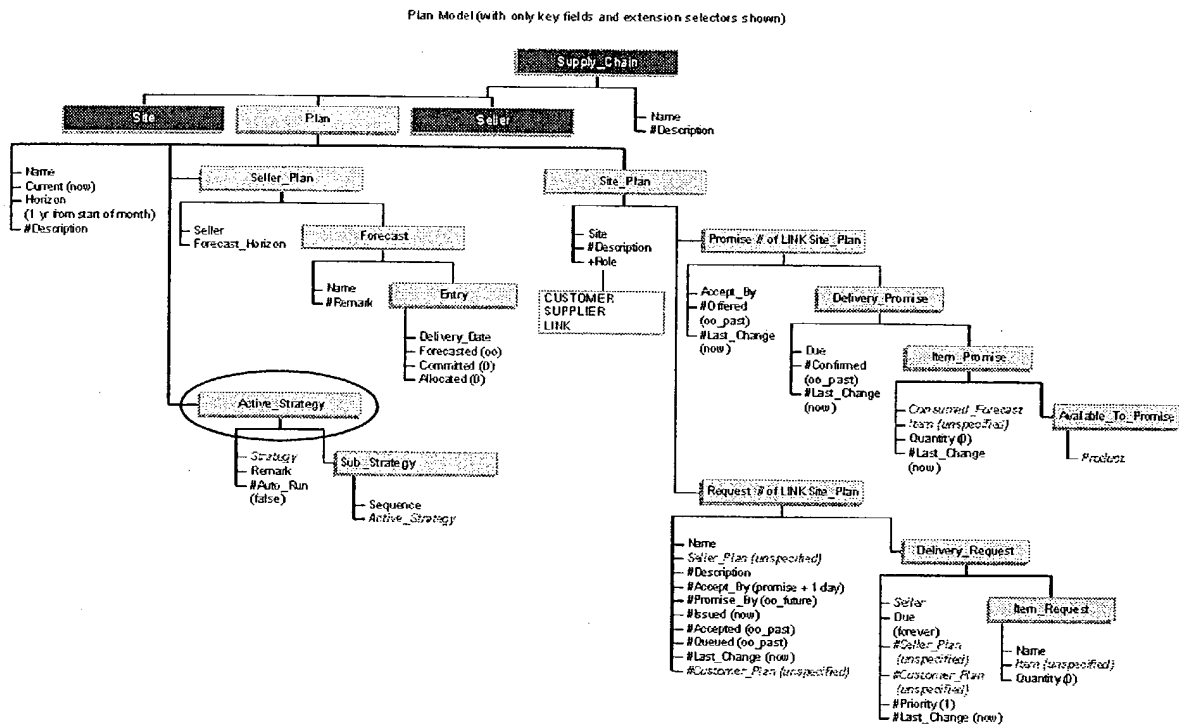 Plan Model (with only key fields and extension selectors shown)
Supply_Chain
Name
#Description
Site
Plan
Seller
Name
Current (now)
Horizon
(1 yr from start of month)
#Description
Seller_Plan
Seller
Forecast_Horizon
Forecast
Name
#Remark
Entry
Delivery_Date
Forecasted (oo)
Committed (0)
Allocated (0)
Active_Strategy
Strategy
Remark
#Auto_Run
(false)
Sub_Strategy
Sequence
Active_Strategy
Site_Plan
Site
#Description
+Role
CUSTOMER
SUPPLIER
LINK
Promise # of LINK Site_Plan
Accept_By
#Offered
(oo_past)
#Last_Change
(now)
Delivery_Promise
Due
#Confirmed
(oo_past)
#Last_Change
(now)
Item_Promise
Consumed_Forecast
Item (unspecified)
Quantity (0)
#Last_Change
(now)
Available_To_Promise
Product
Request # of LINK Site_Plan
Name
Seller_Plan (unspecified)
#Description
#Accept_By (promise + 1 day)
#Promise_By (oo_future)
#Issued (now)
#Accepted (oo_past)
#Queued (oo_past)
#Last_Change (now)
#Customer_Plan (unspecified)
Delivery_Request
Seller
Due
(forever)
#Seller_Plan
(unspecified)
#Customer_Plan
(unspecified)
#Priority (1)
#Last_Change (now)
Item_Request
Name
Item (unspecified)
Quantity (0)